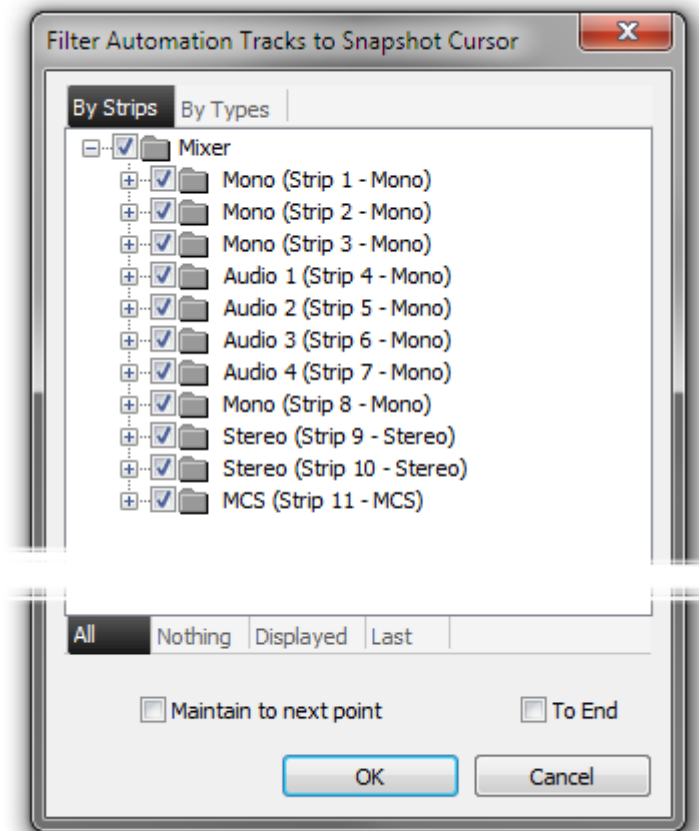 Filter Automation Tracks to Snapshot Cursor
By Strips By Types
Mixer
Mono (Strip 1 - Mono)
Mono (Strip 2 - Mono)
Mono (Strip 3 - Mono)
Audio 1 (Strip 4 - Mono)
Audio 2 (Strip 5 - Mono)
Audio 3 (Strip 6 - Mono)
Audio 4 (Strip 7 - Mono)
Mono (Strip 8 - Mono)
Stereo (Strip 9 - Stereo)
Stereo (Strip 10 - Stereo)
MCS (Strip 11 - MCS)
All Nothing Displayed Last
Maintain to next point To End
OK Cancel